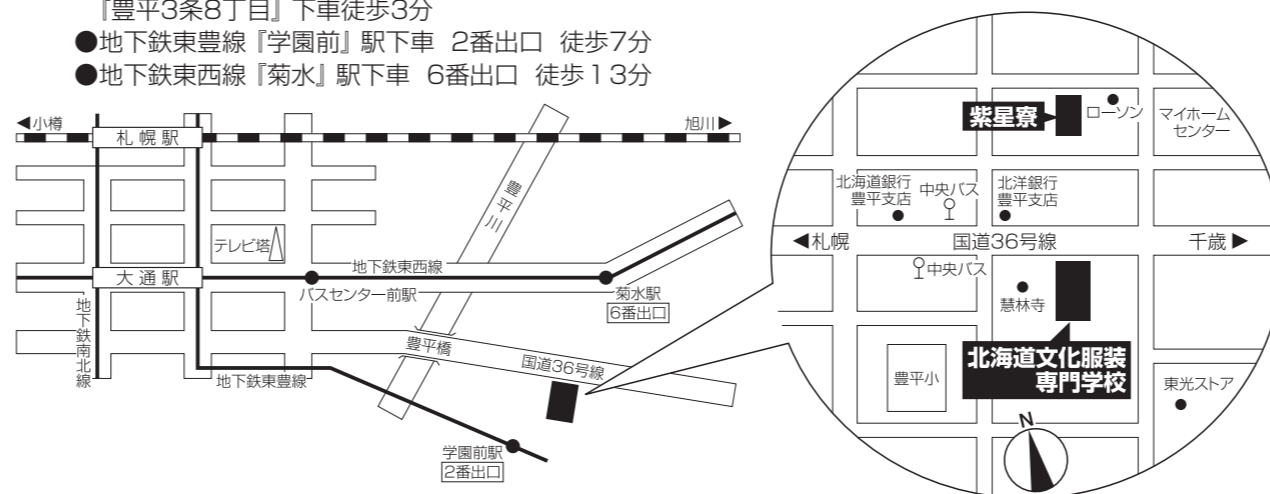 『豊平3条8丁目』下車徒歩3分
●地下鉄東豊線『学園前』駅下車 2番出口 徒歩7分
●地下鉄東西線『菊水』駅下車 6番出口 徒歩13分
◀小樽
旭川▶
札幌駅
豊平川
テレビ塔
地下鉄東西線
大通駅
バスセンター前駅
菊水駅
6番出口
地下鉄南北線
豊平橋
国道36号線
地下鉄東豊線
学園前駅
2番出口
紫星寮
ローソン
マイホーム
センター
北海道銀行
豊平支店
中央バス
北洋銀行
豊平支店
◀札幌
国道36号線
千歳▶
中央バス
慧林寺
北海道文化服装
専門学校
豊平小
東光ストア
N